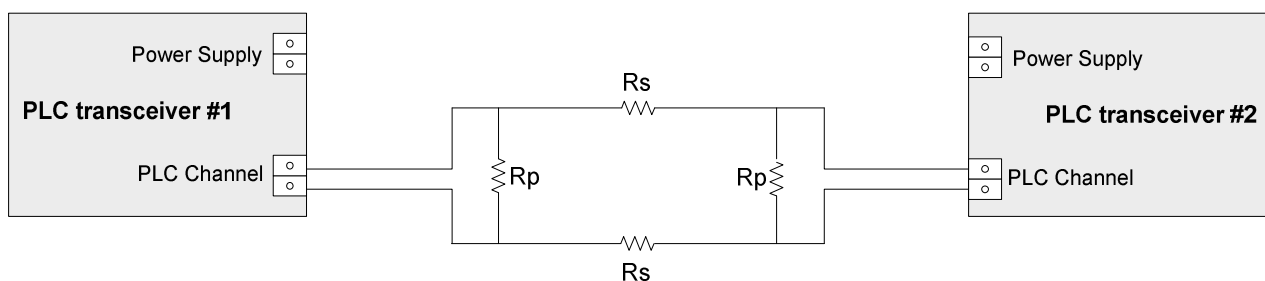 Power Supply
PLC transceiver #1
PLC Channel
Rs
Rp
Rp
Rs
Power Supply
PLC transceiver #2
PLC Channel